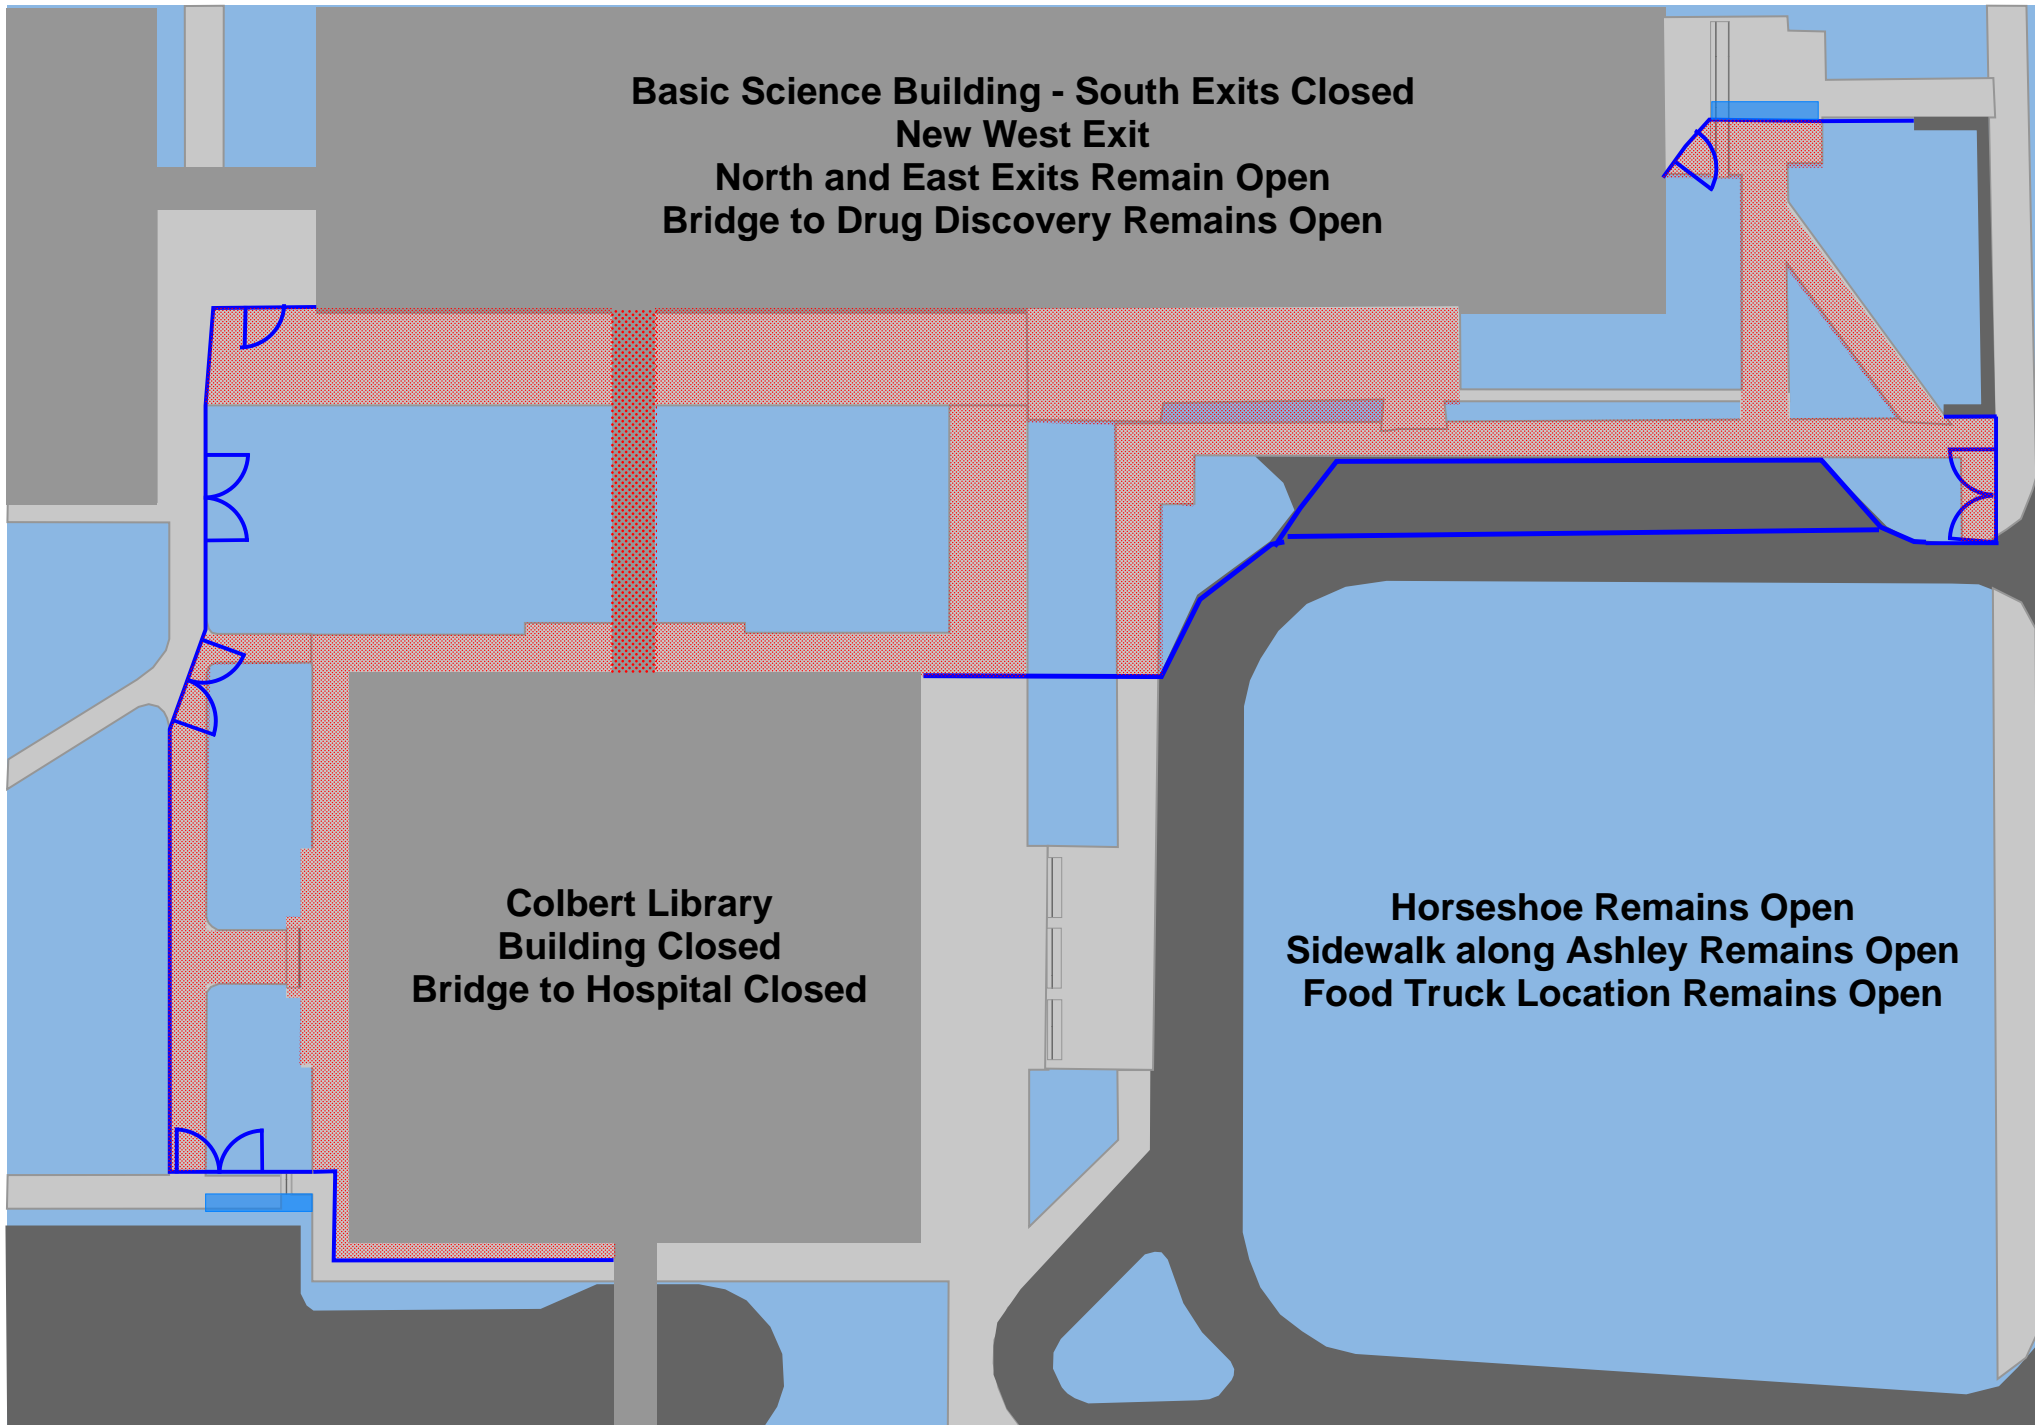 Basic Science Building - South Exits Closed
New West Exit
North and East Exits Remain Open
Bridge to Drug Discovery Remains Open
Colbert Library
Building Closed
Bridge to Hospital Closed
Horseshoe Remains Open
Sidewalk along Ashley Remains Open
Food Truck Location Remains Open